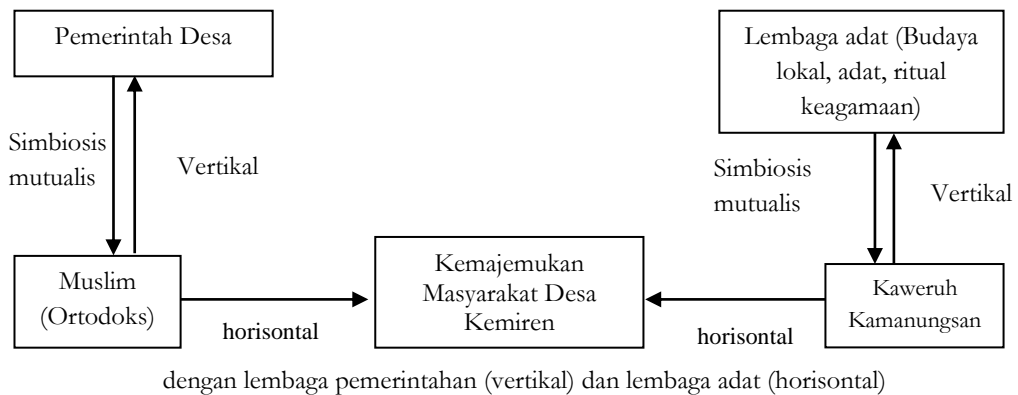 Pemerintah Desa
Lembaga adat (Budaya
lokal, adat, ritual
keagamaan)
Simbiosis
mutualis
Vertikal
Simbiosis
mutualis
Vertikal
Muslim
(Ortodoks)
horisontal
Kemajemukan
Masyarakat Desa
Kemiren
horisontal
Kaweruh
Kamanungsan
dengan lembaga pemerintahan (vertikal) dan lembaga adat (horisontal)